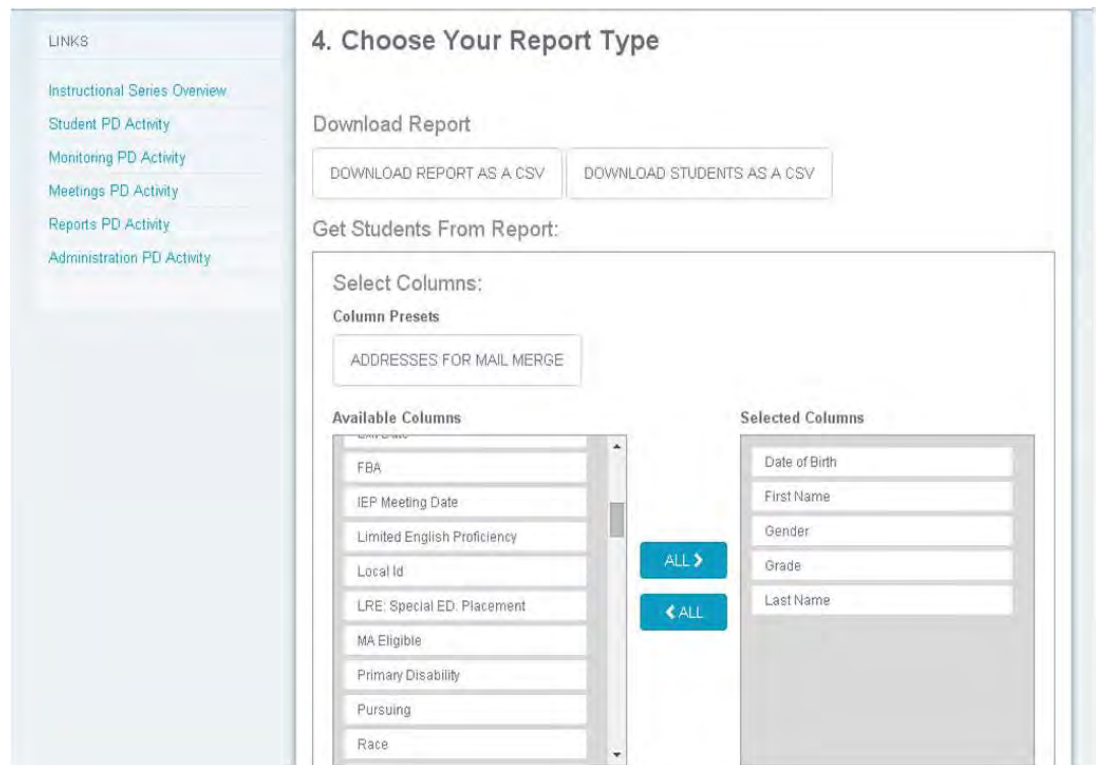 LINKS
Instructional Series Overview
Student PD Activity
Monitoring PD Activity
Meetings PD Activity
Reports PD Activity
Administration PD Activity
4. Choose Your Report Type
Download Report
DOWNLOAD REPORT AS A CSV
DOWNLOAD STUDENTS AS A CSV
Get Students From Report:
Select Columns:
Column Presets
ADDRESSES FOR MAIL MERGE
Available Columns
FBA
IEP Meeting Date
Limited English Proficiency
Local Id
LRE: Special ED. Placement
MA Eligible
Primary Disability
Pursuing
Race
ALL >
< ALL
Selected Columns
Date of Birth
First Name
Gender
Grade
Last Name